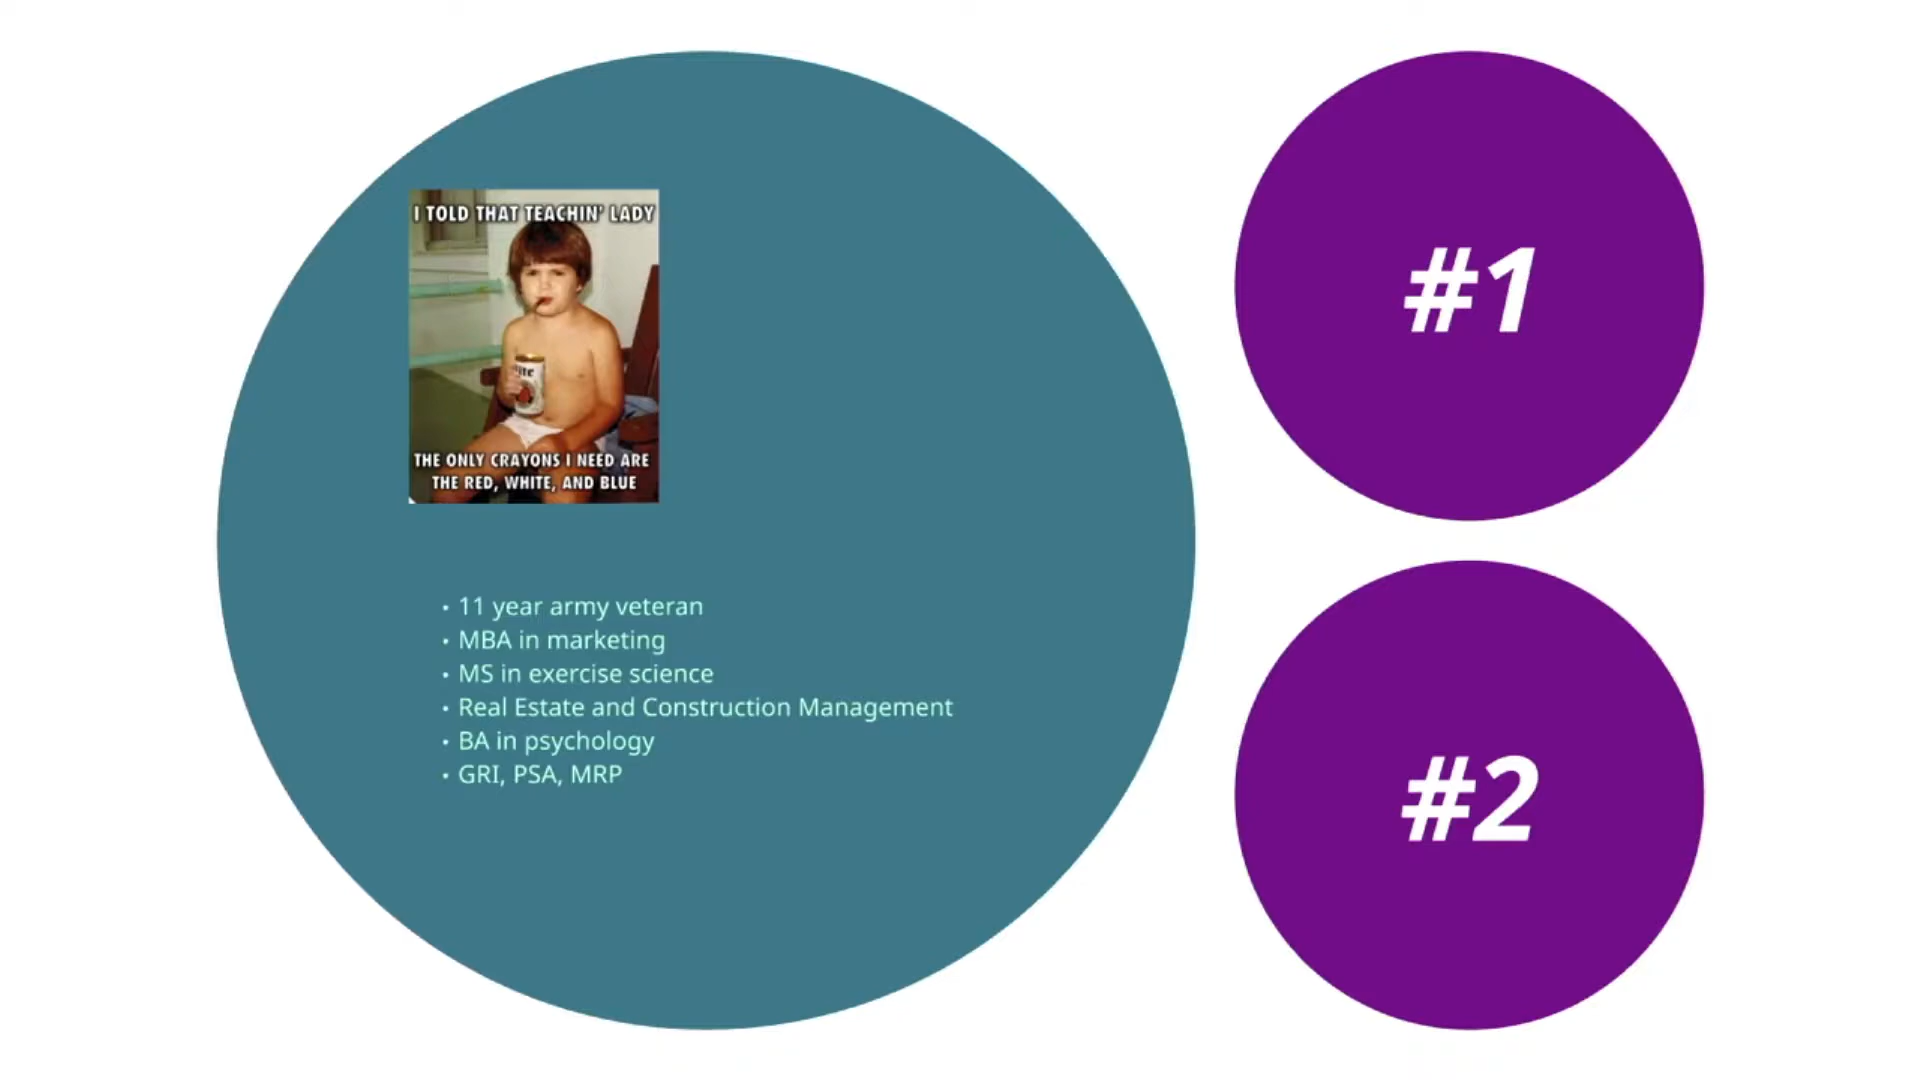 I TOLD THAT TEACHIN' LADY
THE ONLY CRAYONS I NEED ARE
THE RED, WHITE, AND BLUE
• 11 year army veteran
• MBA in marketing
• MS in exercise science
• Real Estate and Construction Management
• BA in psychology
• GRI, PSA, MRP
#1
#2